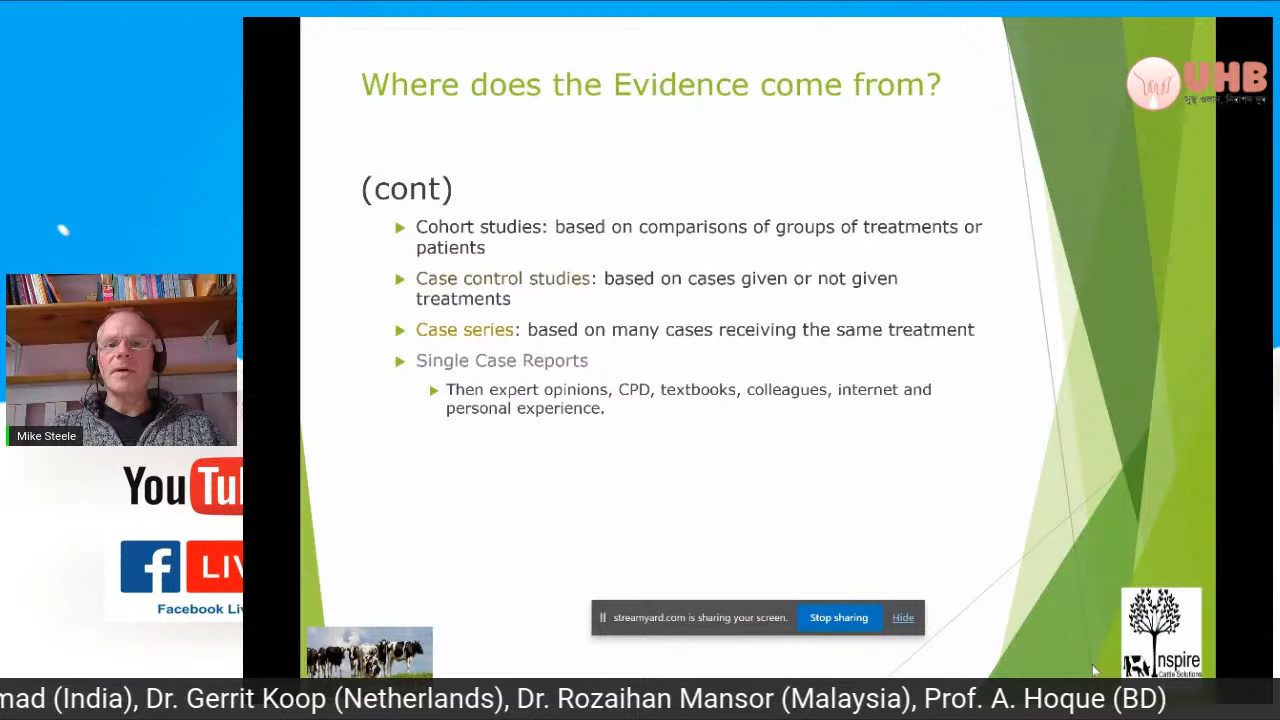 Where does the Evidence come from?
UHB
সুস্থ ওলান, নিরাপদ দুধ
(cont)
Cohort studies: based on comparisons of groups of treatments or
patients
Case control studies: based on cases given or not given
treatments
Case series: based on many cases receiving the same treatment
Single Case Reports
Then expert opinions, CPD, textbooks, colleagues, internet and
personal experience.
Mike Steele
YouTu
LIV
Facebook Liv
streamyard.com is sharing your screen.
Stop sharing
Hide
nspire
Cattle Solutions
mad (India), Dr. Gerrit Koop (Netherlands), Dr. Rozaihan Mansor (Malaysia), Prof. A. Hoque (BD)